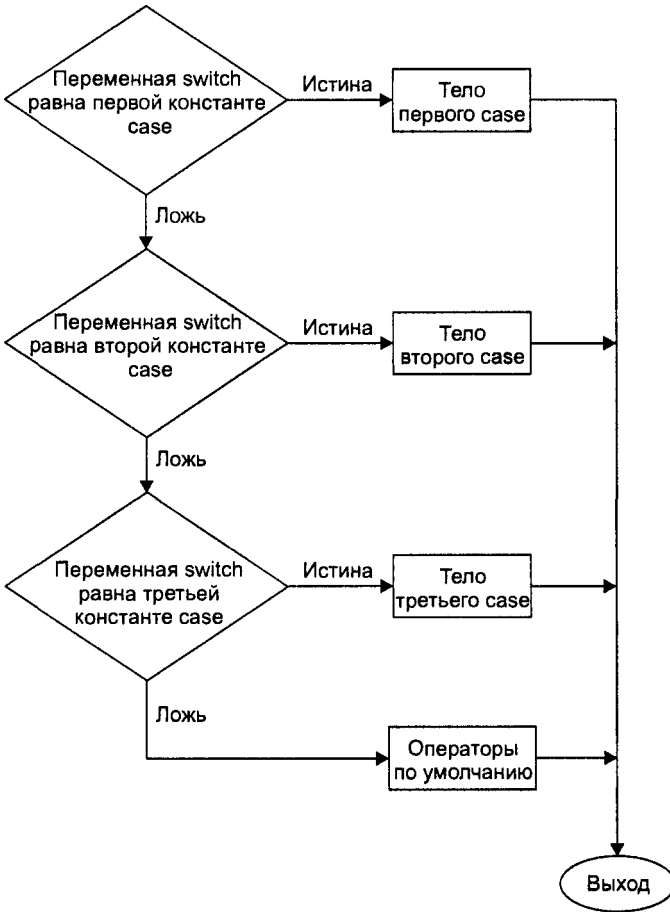 Переменная switch
равна первой константе
case
Истина
Тело
первого case
Ложь
Переменная switch
равна второй константе
case
Истина
Тело
второго case
Ложь
Переменная switch
равна третьей
константе case
Истина
Тело
третьего case
Ложь
Операторы
по умолчанию
Выход